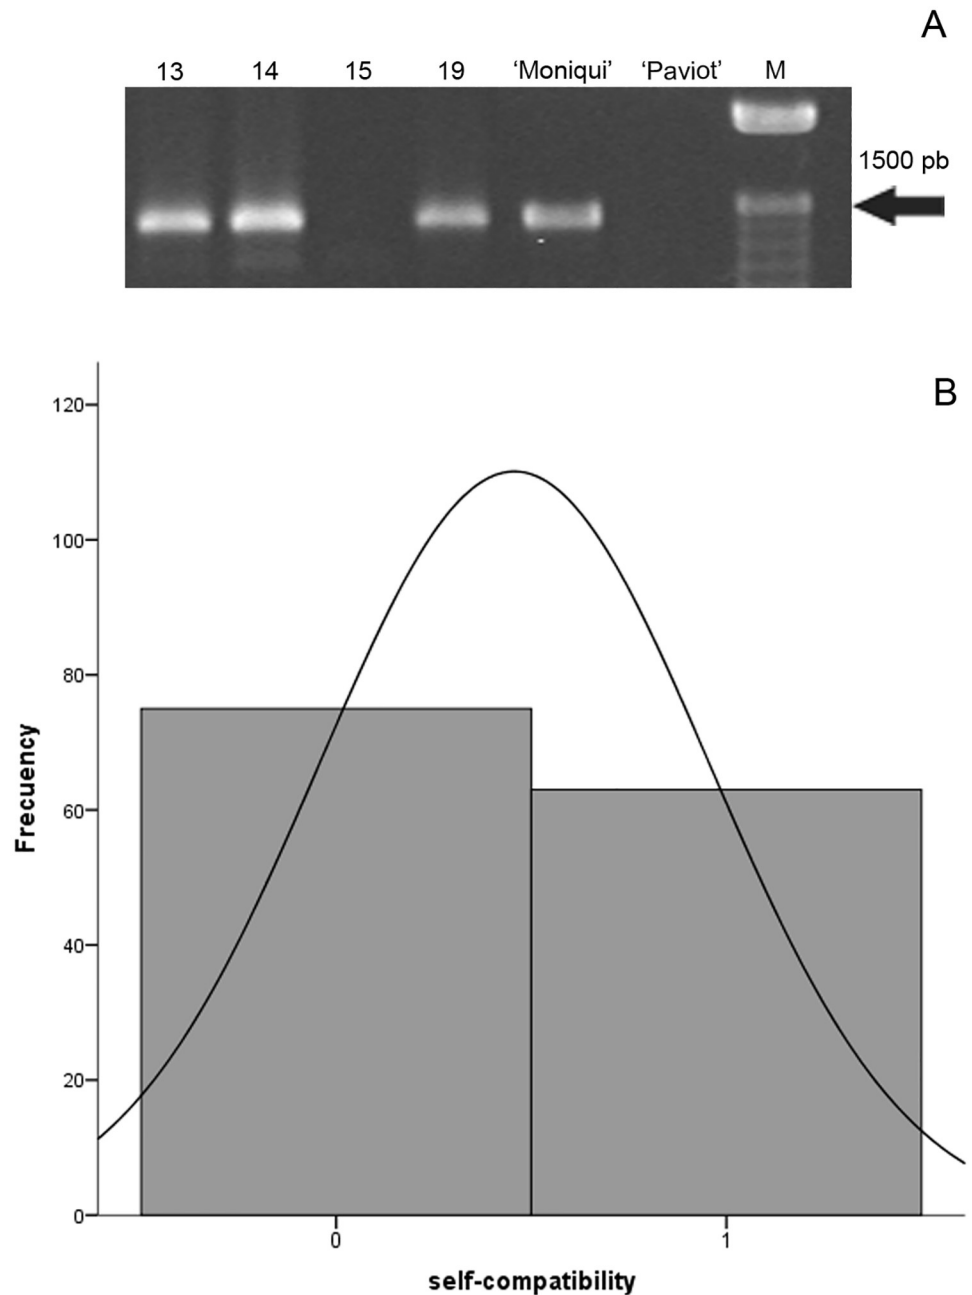 A
13 14 15 19 ‘Moniqui’ ‘Paviot’ M
1500 pb
B
120
100
80
60
40
20
0
Frecuency
0 1
self-compatibility